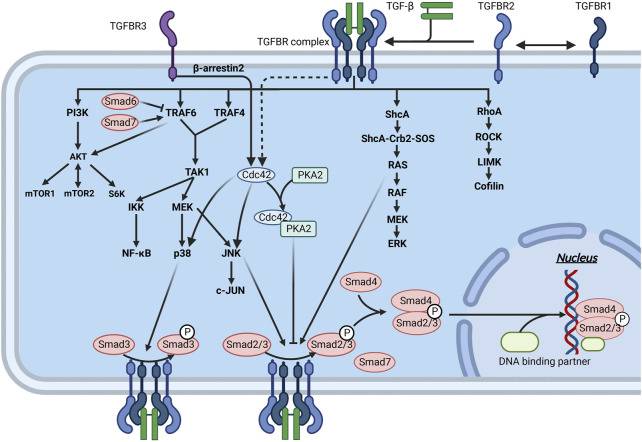 TGFBR3
TGFBR complex
TGF-β
TGFBR2
TGFBR1
β-arrestin2
PI3K
Smad6
Smad7
TRAF6
TRAF4
ShcA
RhoA
ShcA-Crb2-SOS
ROCK
AKT
RAS
LIMK
TAK1
Cdc42
PKA2
Cofilin
mTOR1
mTOR2
S6K
RAF
IKK
MEK
Cdc42
PKA2
MEK
NF-κB
p38
JNK
ERK
c-JUN
Nucleus
Smad4
Smad4
P
Smad2/3
Smad4
Smad2/3
P
Smad3
P
Smad3
Smad2/3
P
Smad2/3
Smad7
DNA binding partner